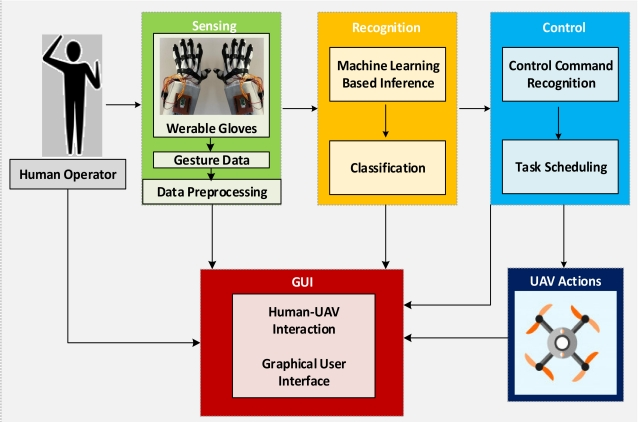 Sensing
Werable Gloves
Gesture Data
Data Preprocessing
Recognition
Machine Learning
Based Inference
Classification
Control
Control Command
Recognition
Task Scheduling
Human Operator
GUI
Human-UAV
Interaction
Graphical User
Interface
UAV Actions